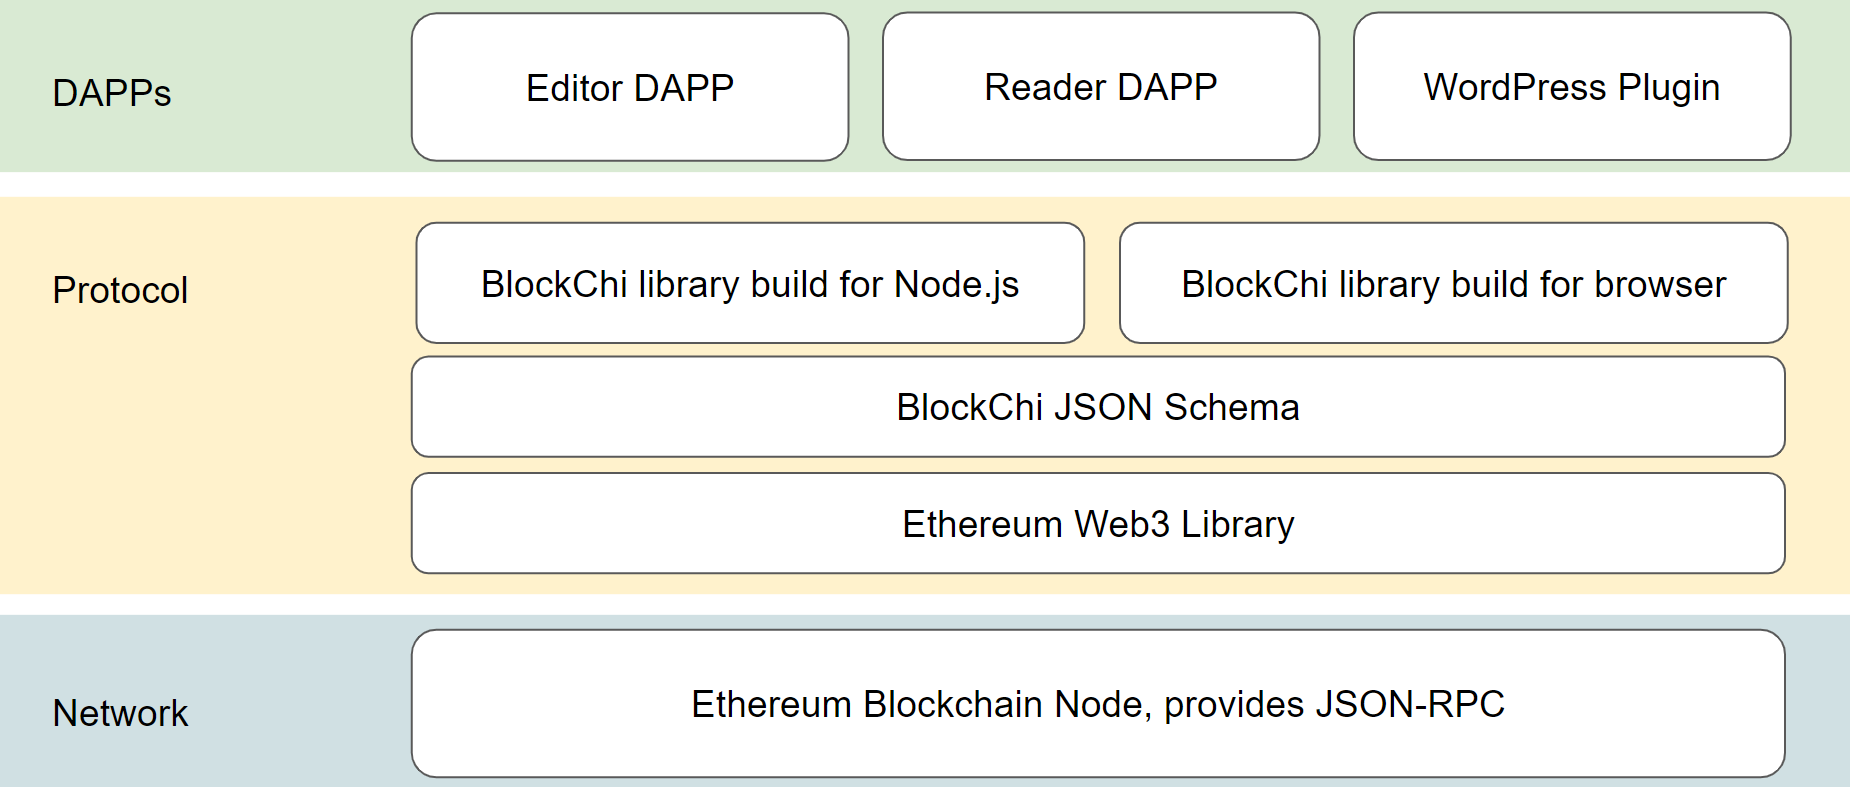 DAPPs
Editor DAPP
Reader DAPP
WordPress Plugin
Protocol
BlockChi library build for Node.js
BlockChi library build for browser
BlockChi JSON Schema
Ethereum Web3 Library
Network
Ethereum Blockchain Node, provides JSON-RPC